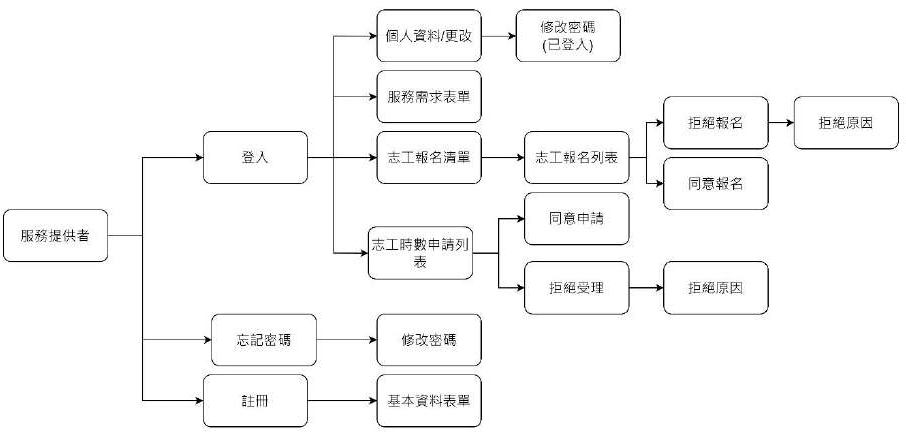 個人資料/更改
修改密碼
(已登入)
服務需求表單
拒絕報名
拒絕原因
登入
志工報名清單
志工報名列表
同意報名
同意申請
服務提供者
志工時數申請列
表
拒絕受理
拒絕原因
忘記密碼
修改密碼
註冊
基本資料表單